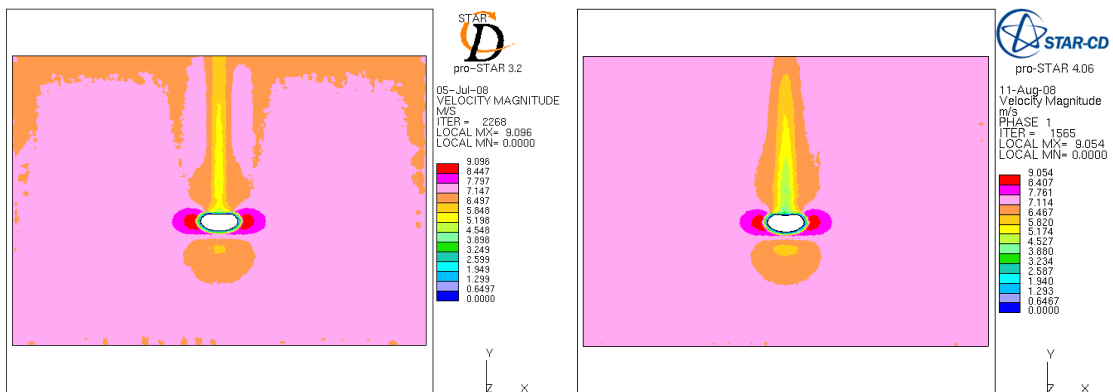 STAR
D
pro-STAR 3.2
05-Jul-08
VELOCITY MAGNITUDE
M/S
ITER = 2268
LOCAL MX= 9.096
LOCAL MN= 0.0000
9.096
8.447
7.797
7.147
6.497
5.848
5.198
4.548
3.898
3.249
2.599
1.949
1.299
0.6497
0.0000
Y
Z X
STAR-CD
pro-STAR 4.06
11-Aug-08
Velocity Magnitude
m/s
PHASE 1
ITER = 1565
LOCAL MX= 9.054
LOCAL MN= 0.0000
9.054
8.407
7.761
7.114
6.467
5.820
5.174
4.527
3.880
3.234
2.587
1.940
1.293
0.6467
0.0000
Y
Z X